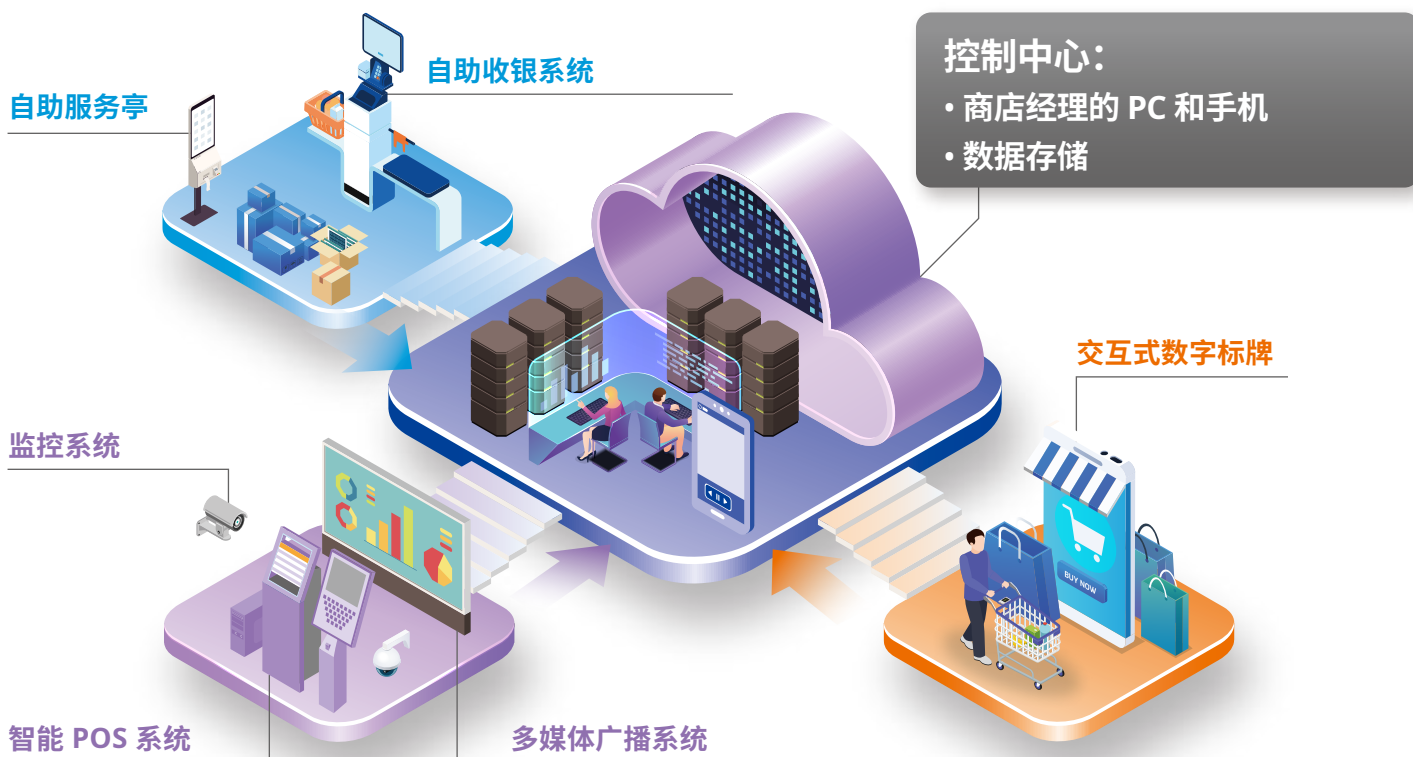 控制中心：
• 商店经理的 PC 和手机
• 数据存储
自助收银系统
自助服务亭
交互式数字标牌
监控系统
BUY NOW
智能 POS 系统
多媒体广播系统